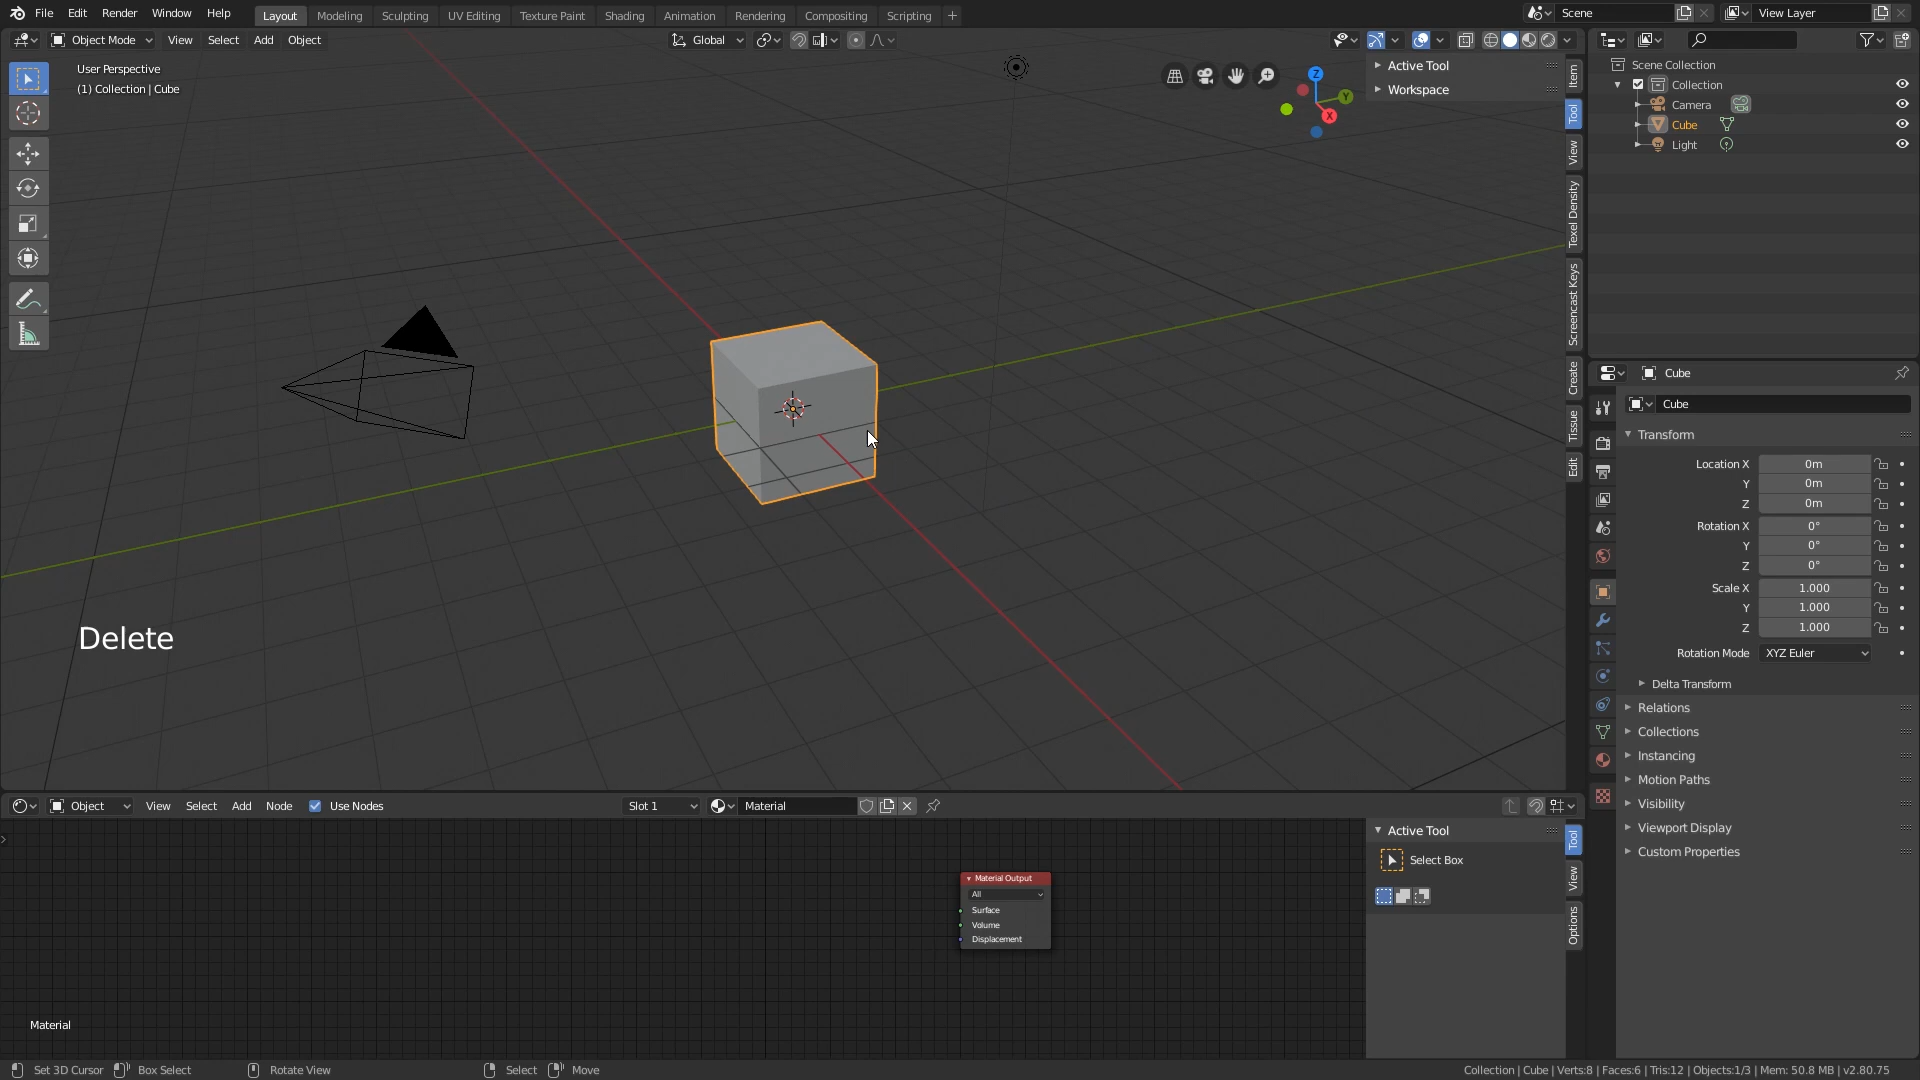 File Edit Render Window Help Layout Modeling Sculpting UV Editing Texture Paint Shading Animation Rendering Compositing Scripting + Scene View Layer
Object Mode View Select Add Object Global
User Perspective
(1) Collection | Cube
Z
Y
X
Active Tool
Workspace
Item
Tool
View
Texel Density
Screencast Keys
Create
Tissue
Edit
Scene Collection
Collection
Camera
Cube
Light
Cube
Cube
Transform
Location X 0m
Y 0m
Z 0m
Rotation X 0°
Y 0°
Z 0°
Scale X 1.000
Y 1.000
Z 1.000
Rotation Mode XYZ Euler
Delta Transform
Relations
Collections
Instancing
Motion Paths
Visibility
Viewport Display
Custom Properties
Delete
Object View Select Add Node Use Nodes Slot 1 Material
Material Output
All
Surface
Volume
Displacement
Active Tool
Select Box
Tool
View
Options
Material
Set 3D Cursor Box Select Rotate View Select Move Collection | Cube | Verts:8 | Faces:6 | Tris:12 | Objects:1/3 | Mem: 50.8 MB | v2.80.75